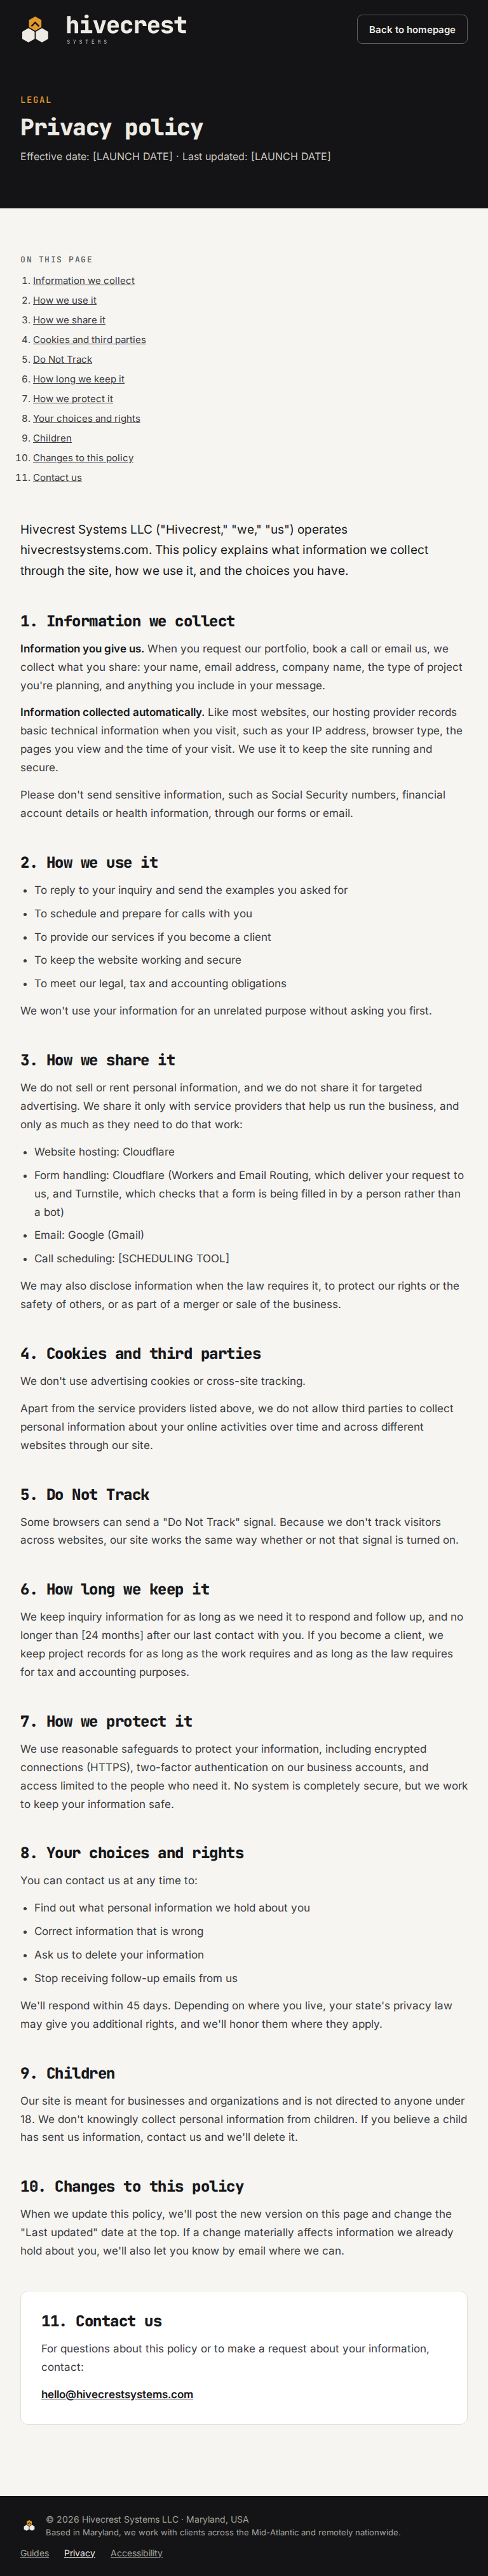 hivecrest
SYSTEMS
Back to homepage
LEGAL
Privacy policy
Effective date: [LAUNCH DATE] · Last updated: [LAUNCH DATE]
ON THIS PAGE
1. Information we collect
2. How we use it
3. How we share it
4. Cookies and third parties
5. Do Not Track
6. How long we keep it
7. How we protect it
8. Your choices and rights
9. Children
10. Changes to this policy
11. Contact us
Hivecrest Systems LLC ("Hivecrest," "we," "us") operates
hivecrestsystems.com. This policy explains what information we collect
through the site, how we use it, and the choices you have.
1. Information we collect
Information you give us. When you request our portfolio, book a call or email us, we
collect what you share: your name, email address, company name, the type of project
you're planning, and anything you include in your message.
Information collected automatically. Like most websites, our hosting provider records
basic technical information when you visit, such as your IP address, browser type, the
pages you view and the time of your visit. We use it to keep the site running and
secure.
Please don't send sensitive information, such as Social Security numbers, financial
account details or health information, through our forms or email.
2. How we use it
• To reply to your inquiry and send the examples you asked for
• To schedule and prepare for calls with you
• To provide our services if you become a client
• To keep the website working and secure
• To meet our legal, tax and accounting obligations
We won't use your information for an unrelated purpose without asking you first.
3. How we share it
We do not sell or rent personal information, and we do not share it for targeted
advertising. We share it only with service providers that help us run the business, and
only as much as they need to do that work:
• Website hosting: Cloudflare
• Form handling: Cloudflare (Workers and Email Routing, which deliver your request to
us, and Turnstile, which checks that a form is being filled in by a person rather than
a bot)
• Email: Google (Gmail)
• Call scheduling: [SCHEDULING TOOL]
We may also disclose information when the law requires it, to protect our rights or the
safety of others, or as part of a merger or sale of the business.
4. Cookies and third parties
We don't use advertising cookies or cross-site tracking.
Apart from the service providers listed above, we do not allow third parties to collect
personal information about your online activities over time and across different
websites through our site.
5. Do Not Track
Some browsers can send a "Do Not Track" signal. Because we don't track visitors
across websites, our site works the same way whether or not that signal is turned on.
6. How long we keep it
We keep inquiry information for as long as we need it to respond and follow up, and no
longer than [24 months] after our last contact with you. If you become a client, we
keep project records for as long as the work requires and as long as the law requires
for tax and accounting purposes.
7. How we protect it
We use reasonable safeguards to protect your information, including encrypted
connections (HTTPS), two-factor authentication on our business accounts, and
access limited to the people who need it. No system is completely secure, but we work
to keep your information safe.
8. Your choices and rights
You can contact us at any time to:
• Find out what personal information we hold about you
• Correct information that is wrong
• Ask us to delete your information
• Stop receiving follow-up emails from us
We'll respond within 45 days. Depending on where you live, your state's privacy law
may give you additional rights, and we'll honor them where they apply.
9. Children
Our site is meant for businesses and organizations and is not directed to anyone under
18. We don't knowingly collect personal information from children. If you believe a child
has sent us information, contact us and we'll delete it.
10. Changes to this policy
When we update this policy, we'll post the new version on this page and change the
"Last updated" date at the top. If a change materially affects information we already
hold about you, we'll also let you know by email where we can.
11. Contact us
For questions about this policy or to make a request about your information,
contact:
hello@hivecrestsystems.com
© 2026 Hivecrest Systems LLC · Maryland, USA
Based in Maryland, we work with clients across the Mid-Atlantic and remotely nationwide.
Guides Privacy Accessibility